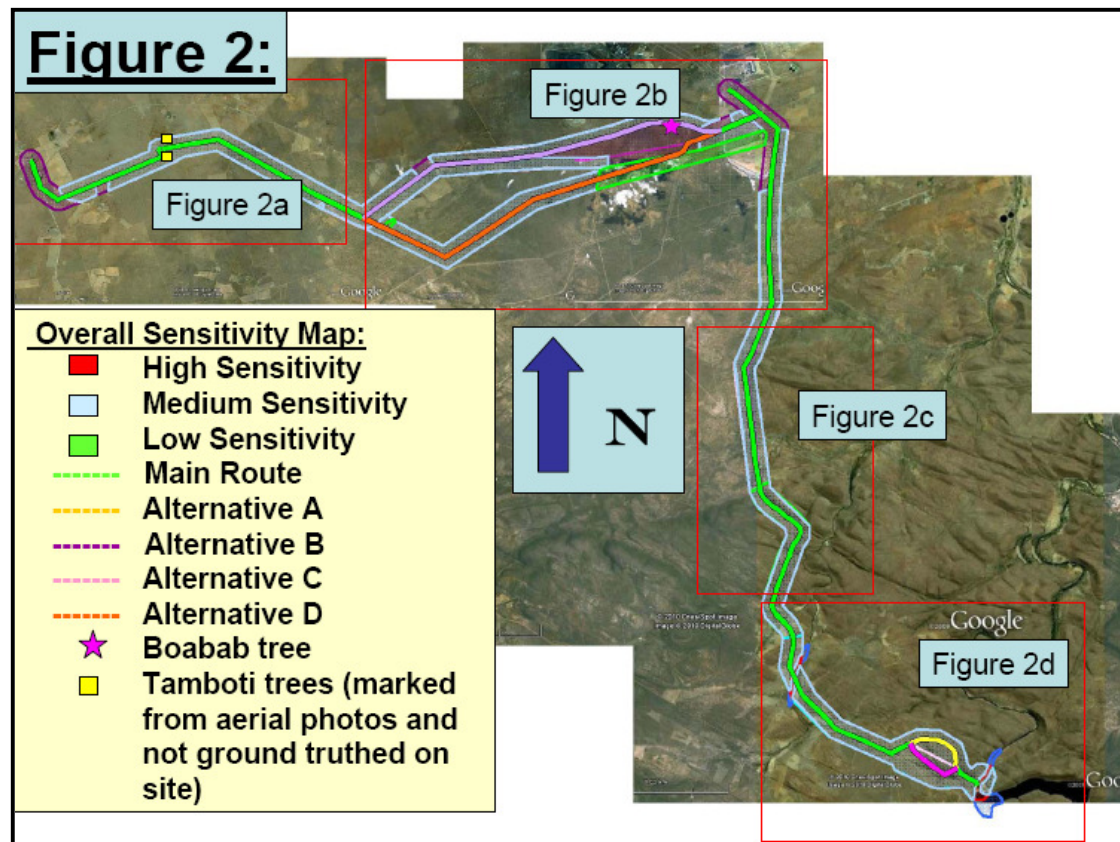 Figure 2:
Figure 2b
Figure 2a
Google
G
Goog
Overall Sensitivity Map:
High Sensitivity
Medium Sensitivity
Low Sensitivity
Main Route
Alternative A
Alternative B
Alternative C
Alternative D
Boabab tree
Tamboti trees (marked
from aerial photos and
not ground truthed on
site)
N
Figure 2c
Google
Figure 2d
Goo